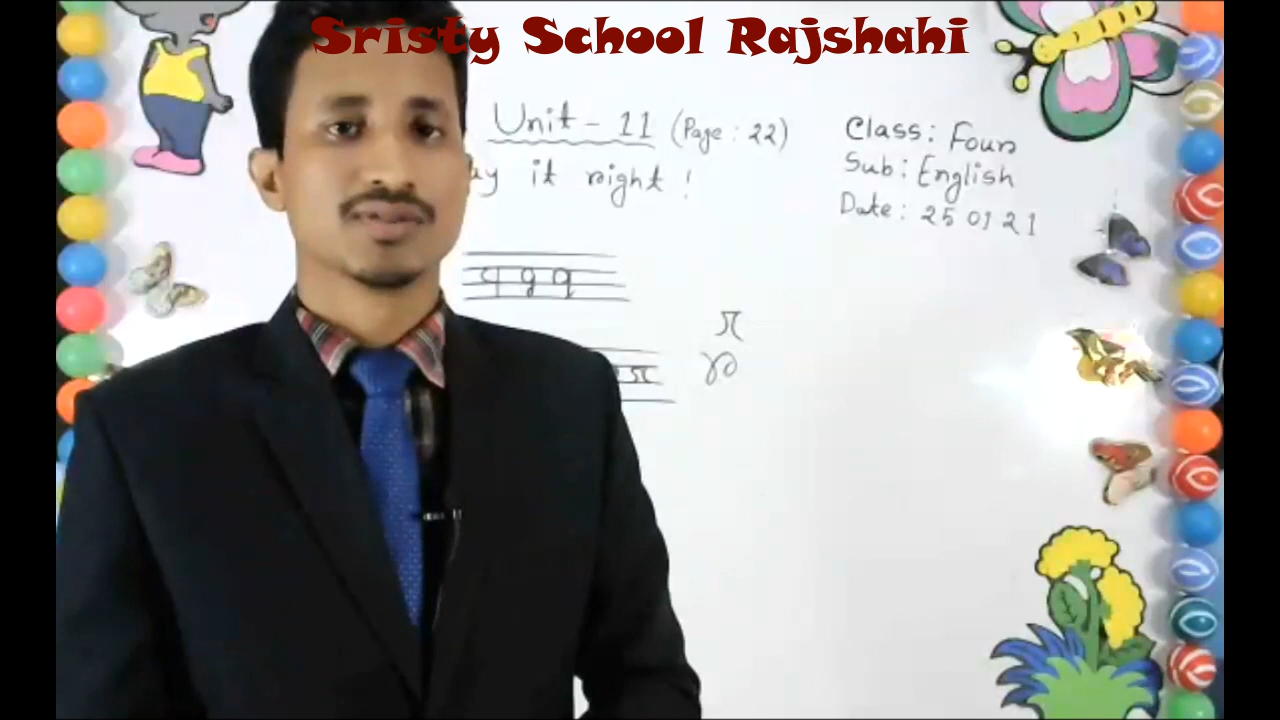 Sristy School Rajshahi
Unit - 11 (Page : 22)
it right !
Class : Four
Sub : English
Date : 25 01 21
q g q